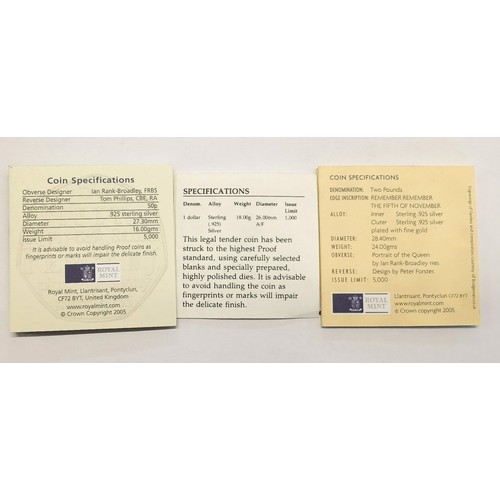 Coin Specifications
Obverse Designer Ian Rank-Broadley, FRBS
Reverse Designer Tom Phillips, CBE, RA
Denomination 50p
Alloy .925 sterling silver
Diameter 27.30mm
Weight 16.00gms
Issue Limit 5,000
It is advisable to avoid handling Proof coins as
fingerprints or marks will impair the delicate finish.
ROYAL
MINT
Royal Mint, Llantrisant, Pontyclun,
CF72 8YT, United Kingdom
www.royalmint.com
© Crown copyright 2005
SPECIFICATIONS
Denom. Alloy Weight Diameter Issue
Limit
1 dollar Sterling 18.00g 26.00mm 1,000
(.925) A/F
Silver
This legal tender coin has been
struck to the highest Proof
standard, using carefully selected
blanks and specially prepared,
highly polished dies. It is advisable
to avoid handling the coin as
fingerprints or marks will impair
the delicate finish.
COIN SPECIFICATIONS
DENOMINATION: Two Pounds
EDGE INSCRIPTION: REMEMBER REMEMBER
THE FIFTH OF NOVEMBER
ALLOY: Inner Sterling .925 silver
Outer Sterling .925 silver
plated with fine gold
DIAMETER: 28.40mm
WEIGHT: 24.00gms
OBVERSE: Portrait of the Queen
by Ian Rank-Broadley FRBS
REVERSE: Design by Peter Forster
ISSUE LIMIT: 5,000
ROYAL
MINT
Llantrisant, Pontyclun CF72 8YT
www.royalmint.com
© Crown copyright 2005